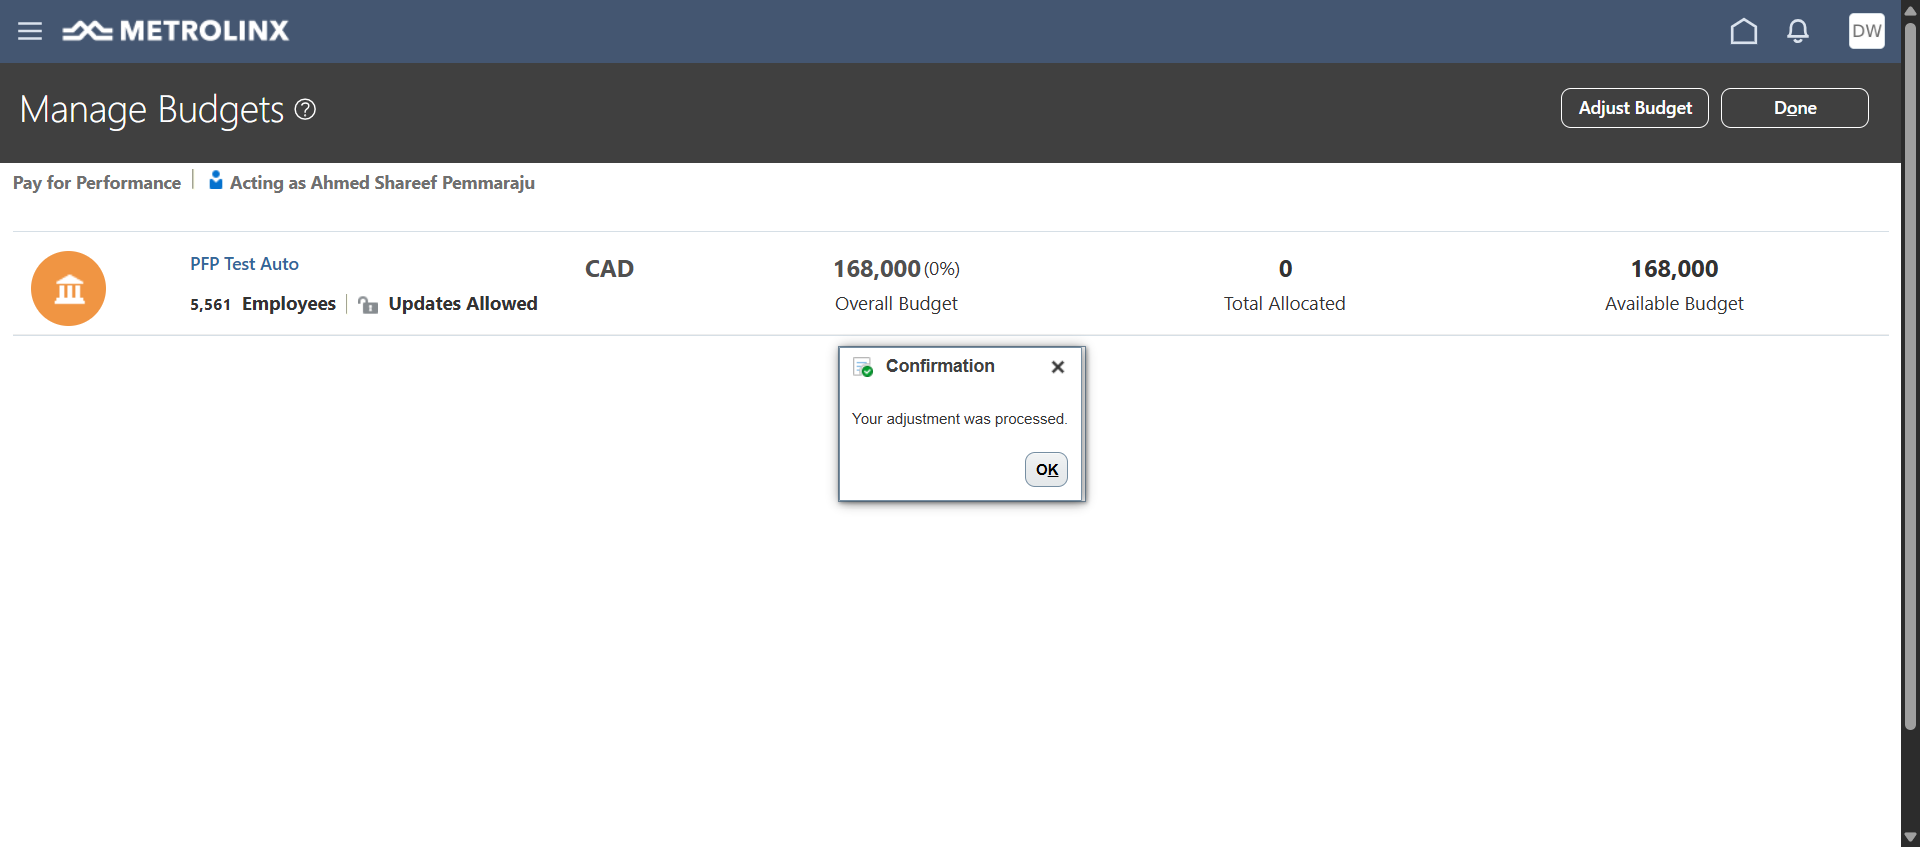 METROLINX
DW
Manage Budgets ?
Adjust Budget
Done
Pay for Performance
Acting as Ahmed Shareef Pemmaraju
PFP Test Auto
CAD
168,000 (0%)
0
168,000
5,561 Employees
Updates Allowed
Overall Budget
Total Allocated
Available Budget
Confirmation
Your adjustment was processed.
OK